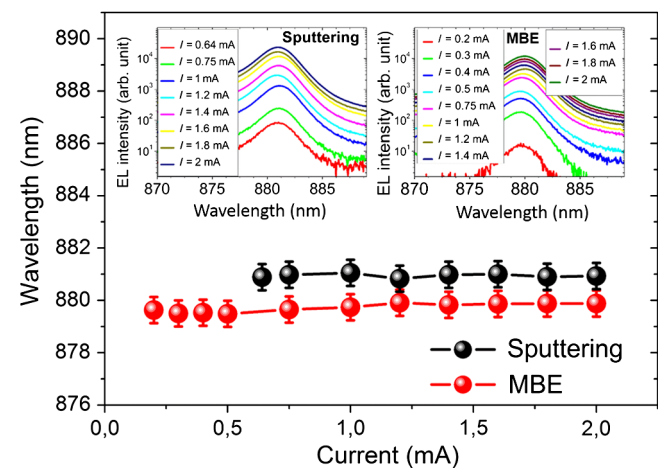 Wavelength (nm)
890
888
886
884
882
880
878
876
0,0
0,5
1,0
1,5
2,0
Current (mA)
Sputtering
MBE
Sputtering
EL intensity (arb. unit)
10⁴
10³
10²
10¹
870
880
885
Wavelength (nm)
I = 0.64 mA
I = 0.75 mA
I = 1 mA
I = 1.2 mA
I = 1.4 mA
I = 1.6 mA
I = 1.8 mA
I = 2 mA
MBE
EL intensity (arb. unit)
10⁴
10³
10²
10¹
870
880
885
Wavelength (nm)
I = 0.2 mA
I = 0.3 mA
I = 0.4 mA
I = 0.5 mA
I = 0.75 mA
I = 1 mA
I = 1.2 mA
I = 1.4 mA
I = 1.6 mA
I = 1.8 mA
I = 2 mA